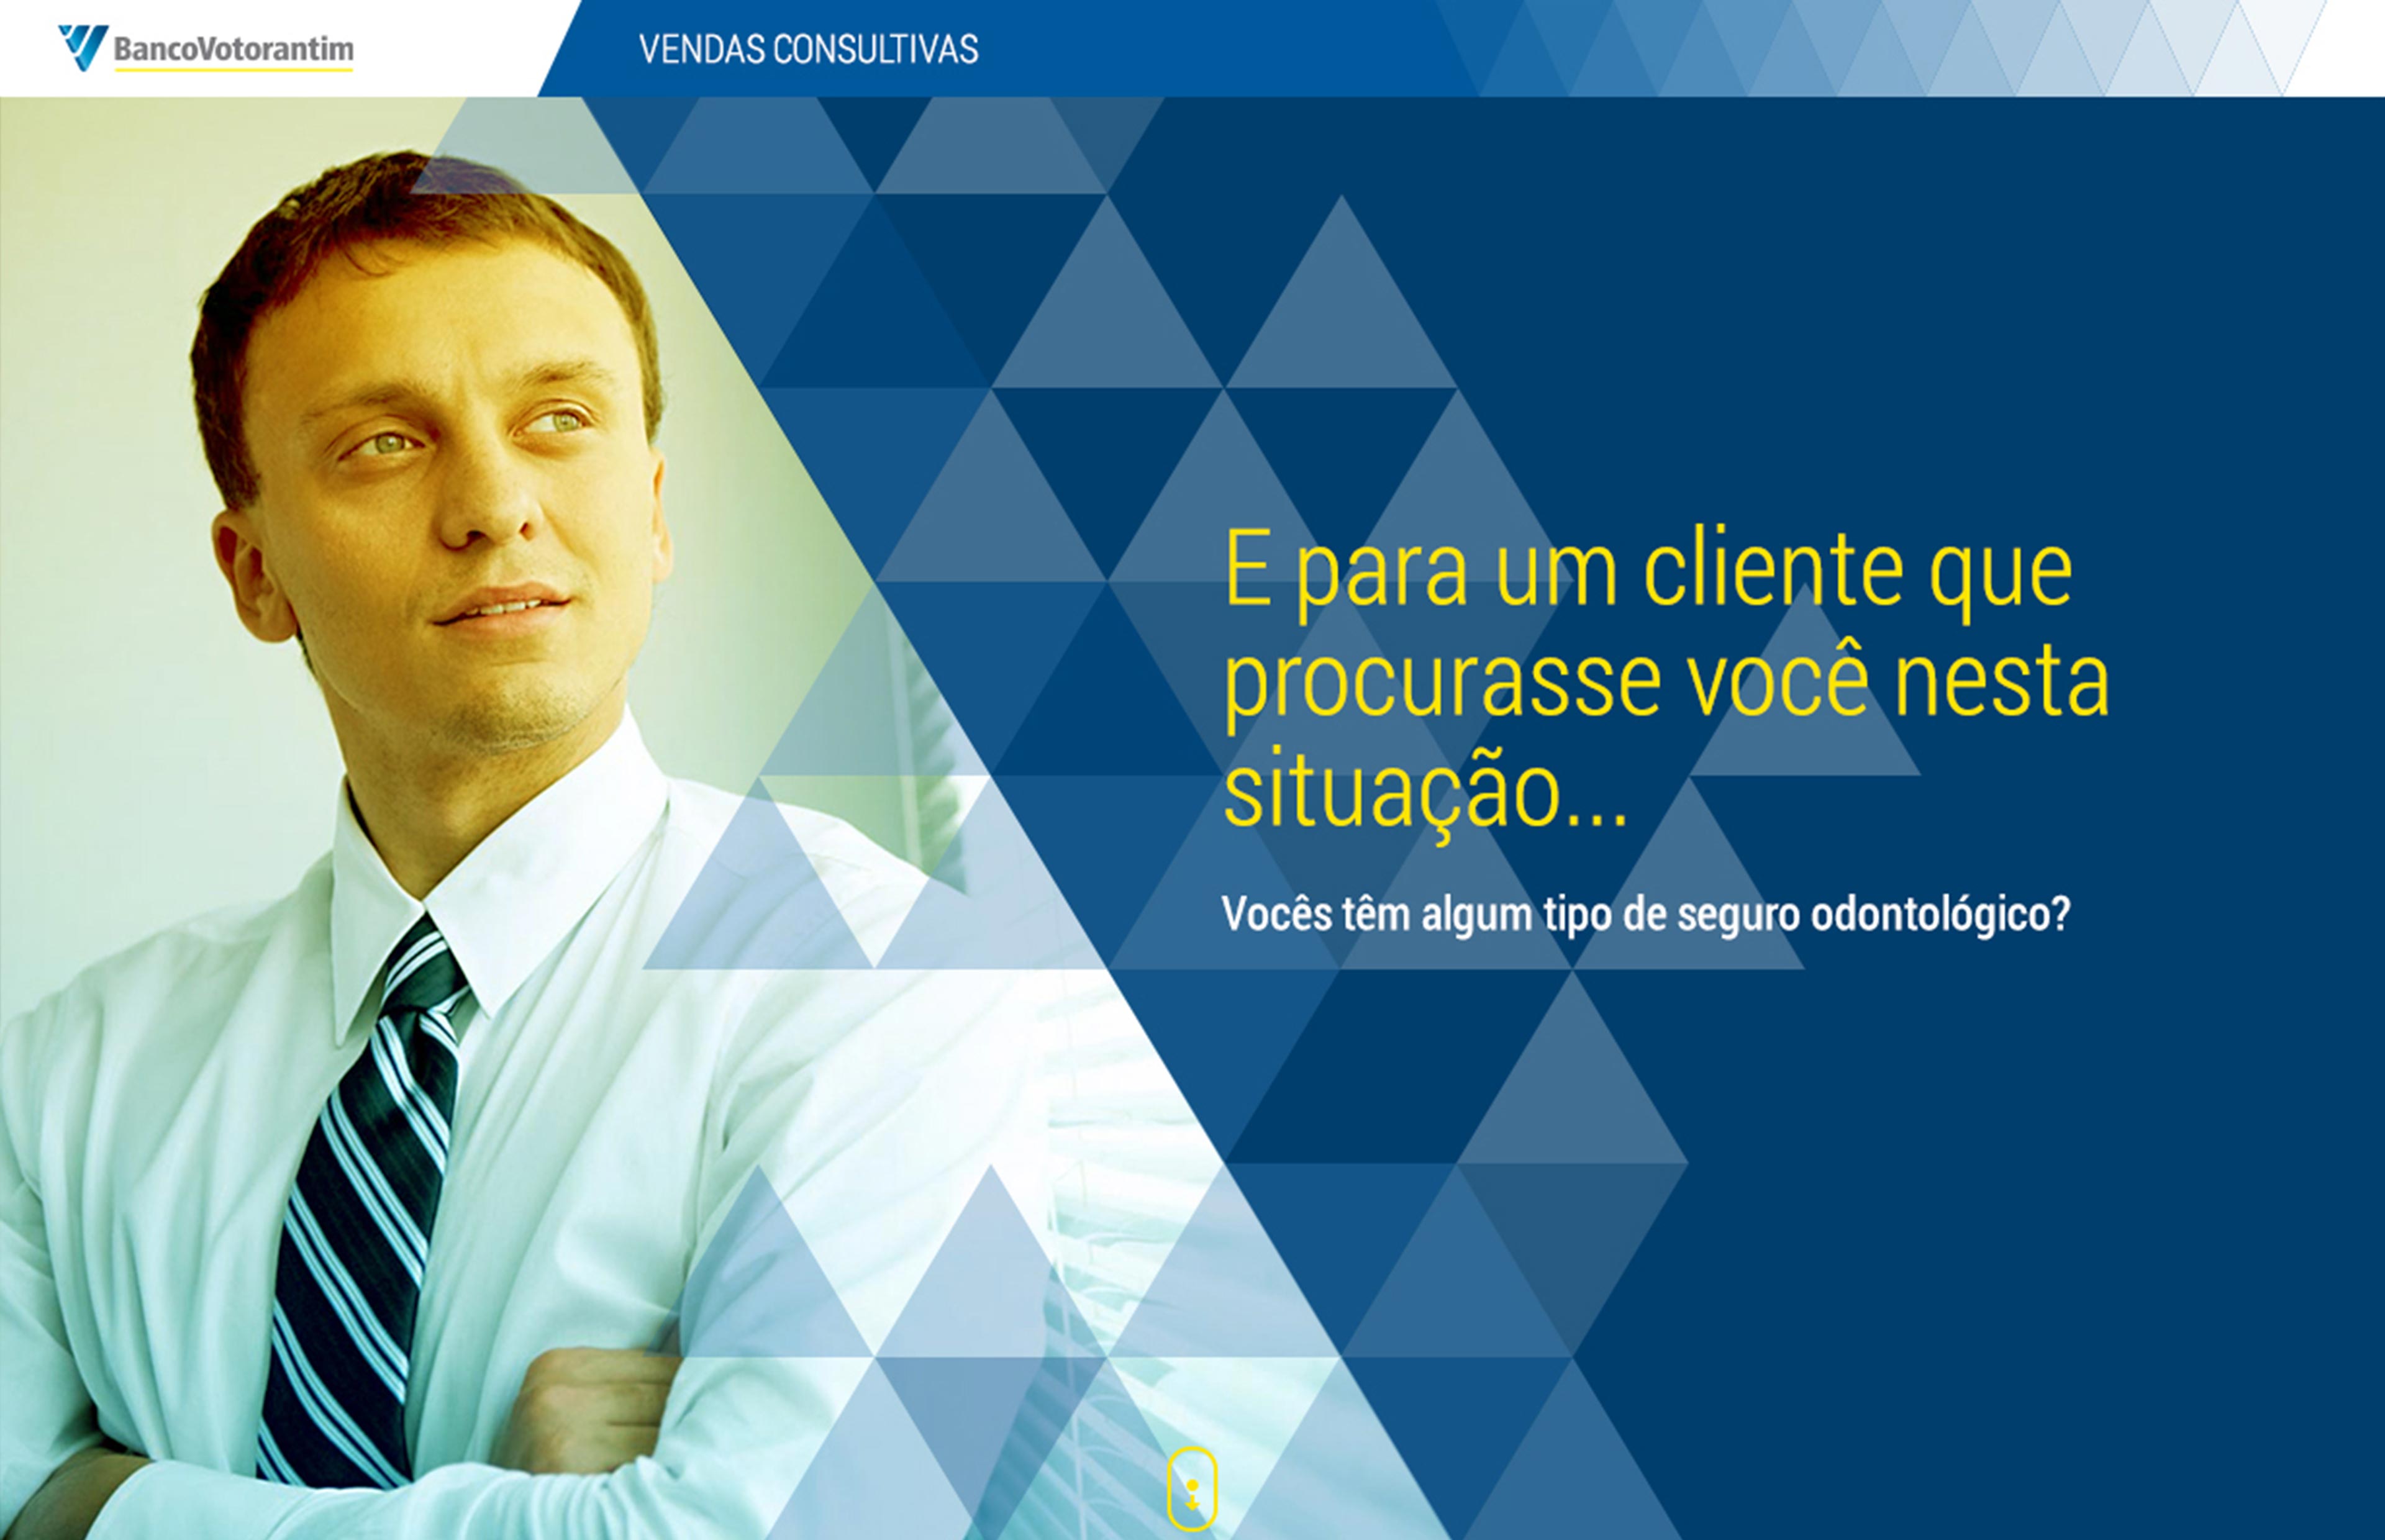 BancoVotorantim
VENDAS CONSULTIVAS
E para um cliente que
procurasse você nesta
situação...
Vocês têm algum tipo de seguro odontológico?